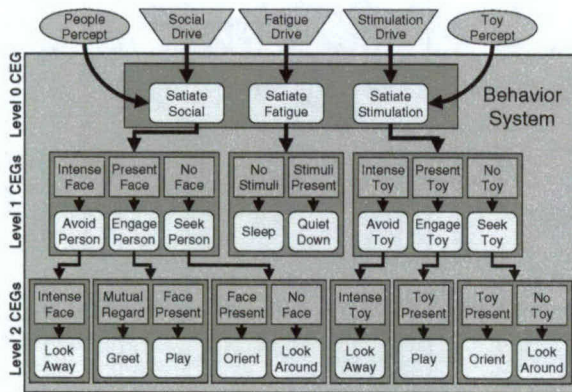 People
Percept
Social
Drive
Fatigue
Drive
Stimulation
Drive
Toy
Percept
Level 0 CEG
Satiate
Social
Satiate
Fatigue
Satiate
Stimulation
Behavior
System
Level 1 CEGs
Intense
Face
Present
Face
No
Face
No
Stimuli
Stimuli
Present
Intense
Toy
Present
Toy
No
Toy
Avoid
Person
Engage
Person
Seek
Person
Sleep
Quiet
Down
Avoid
Toy
Engage
Toy
Seek
Toy
Level 2 CEGs
Intense
Face
Mutual
Regard
Face
Present
Face
Present
No
Face
Intense
Toy
Toy
Present
Toy
Present
No
Toy
Look
Away
Greet
Play
Orient
Look
Around
Look
Away
Play
Orient
Look
Around